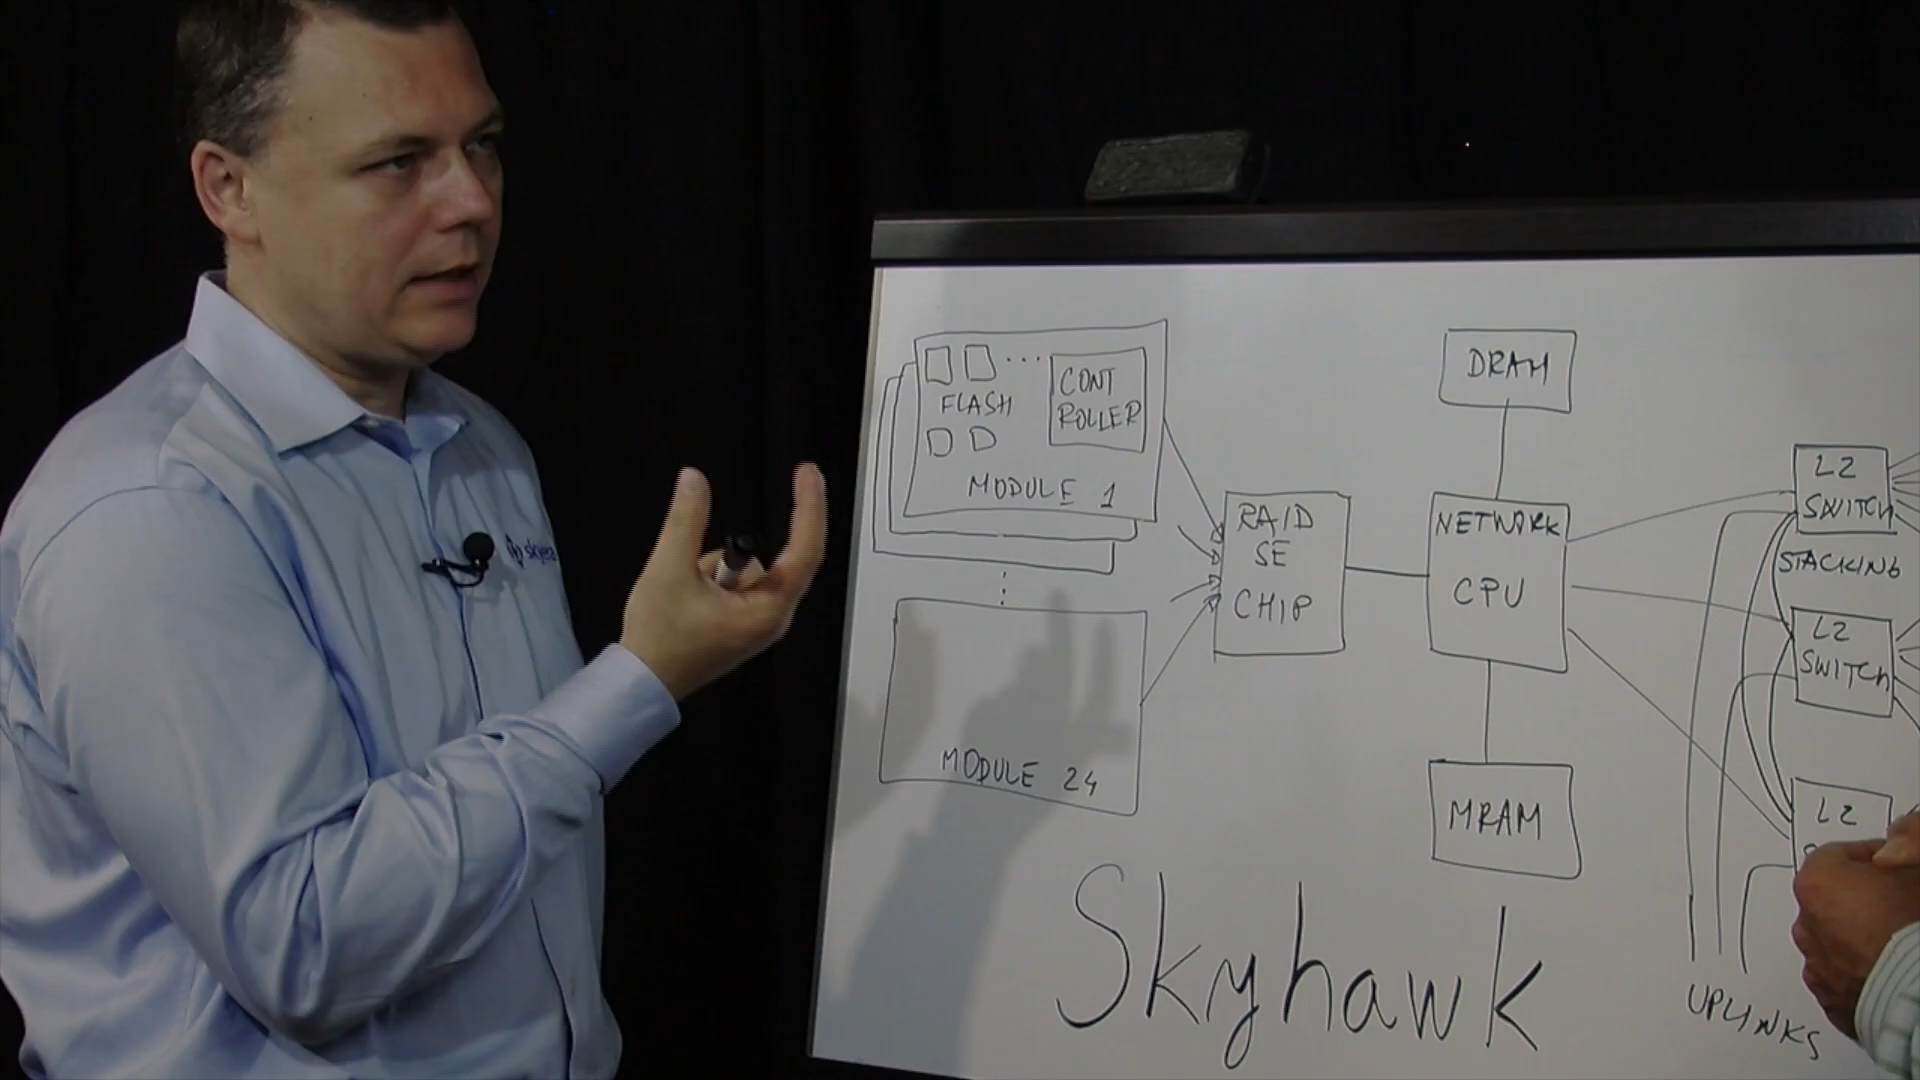 skyera
FLASH
CONT
ROLLER
MODULE 1
MODULE 24
RAID
SE
CHIP
DRAM
NETWORK
CPU
MRAM
L2
SWITCH
STACKING
L2
SWITCH
L2
UPLINKS
Skyhawk